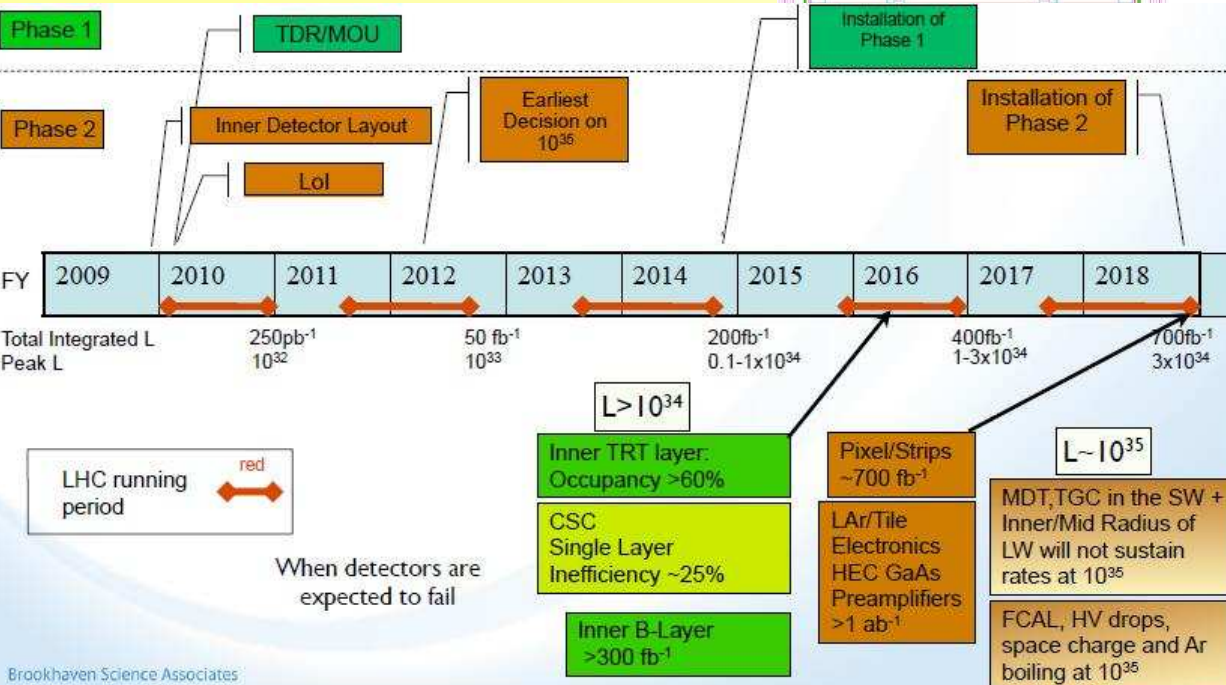 Phase 1
TDR/MOU
Installation of
Phase 1
Phase 2
Inner Detector Layout
LoI
Earliest
Decision on
10³⁵
Installation of
Phase 2
FY 2009 2010 2011 2012 2013 2014 2015 2016 2017 2018
Total Integrated L 250pb⁻¹ 50 fb⁻¹ 200fb⁻¹ 400fb⁻¹ 700fb⁻¹
Peak L 10³² 10³³ 0.1-1x10³⁴ 1-3x10³⁴ 3x10³⁴
LHC running
period
red
When detectors are
expected to fail
L>10³⁴
Inner TRT layer:
Occupancy >60%
CSC
Single Layer
Inefficiency ~25%
Inner B-Layer
>300 fb⁻¹
Pixel/Strips
~700 fb⁻¹
LAr/Tile
Electronics
HEC GaAs
Preamplifiers
>1 ab⁻¹
L~10³⁵
MDT,TGC in the SW +
Inner/Mid Radius of
LW will not sustain
rates at 10³⁵
FCAL, HV drops,
space charge and Ar
boiling at 10³⁵
Brookhaven Science Associates